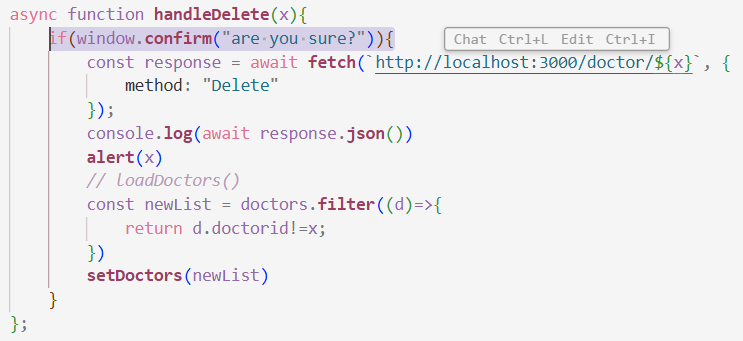 async function handleDelete(x){
if(window.confirm("are you sure?")){
Chat Ctrl+L Edit Ctrl+I
const response = await fetch(`http://localhost:3000/doctor/${x}`, {
method: "Delete"
});
console.log(await response.json())
alert(x)
// loadDoctors()
const newList = doctors.filter((d)=>{
return d.doctorid!=x;
})
setDoctors(newList)
}
};